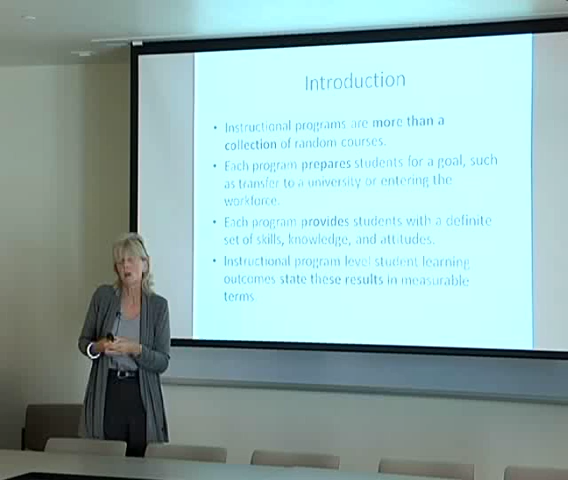 Introduction
• Instructional programs are more than a
collection of random courses.
• Each program prepares students for a goal, such
as transfer to a university or entering the
workforce.
• Each program provides students with a definite
set of skills, knowledge, and attitudes.
• Instructional program level student learning
outcomes state these results in measurable
terms